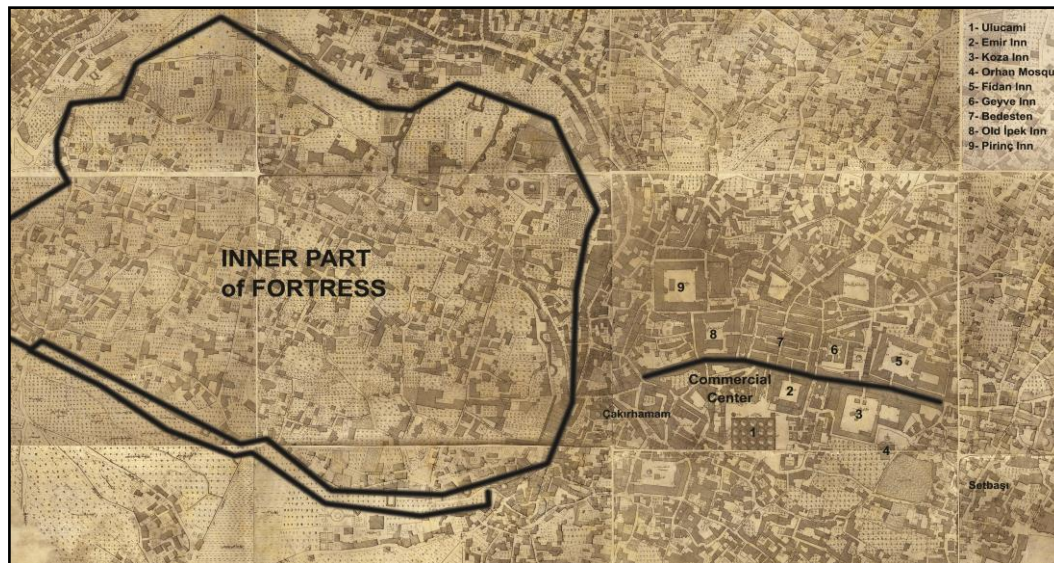 1- Ulucami
2- Emir Inn
3- Koza Inn
4- Orhan Mosqu
5- Fidan Inn
6- Geyve Inn
7- Bedesten
8- Old İpek Inn
9- Pirinç Inn
INNER PART
of FORTRESS
9
8
7
6
5
Commercial
Center
2
3
Çakırhamam
1
4
Setbaşı